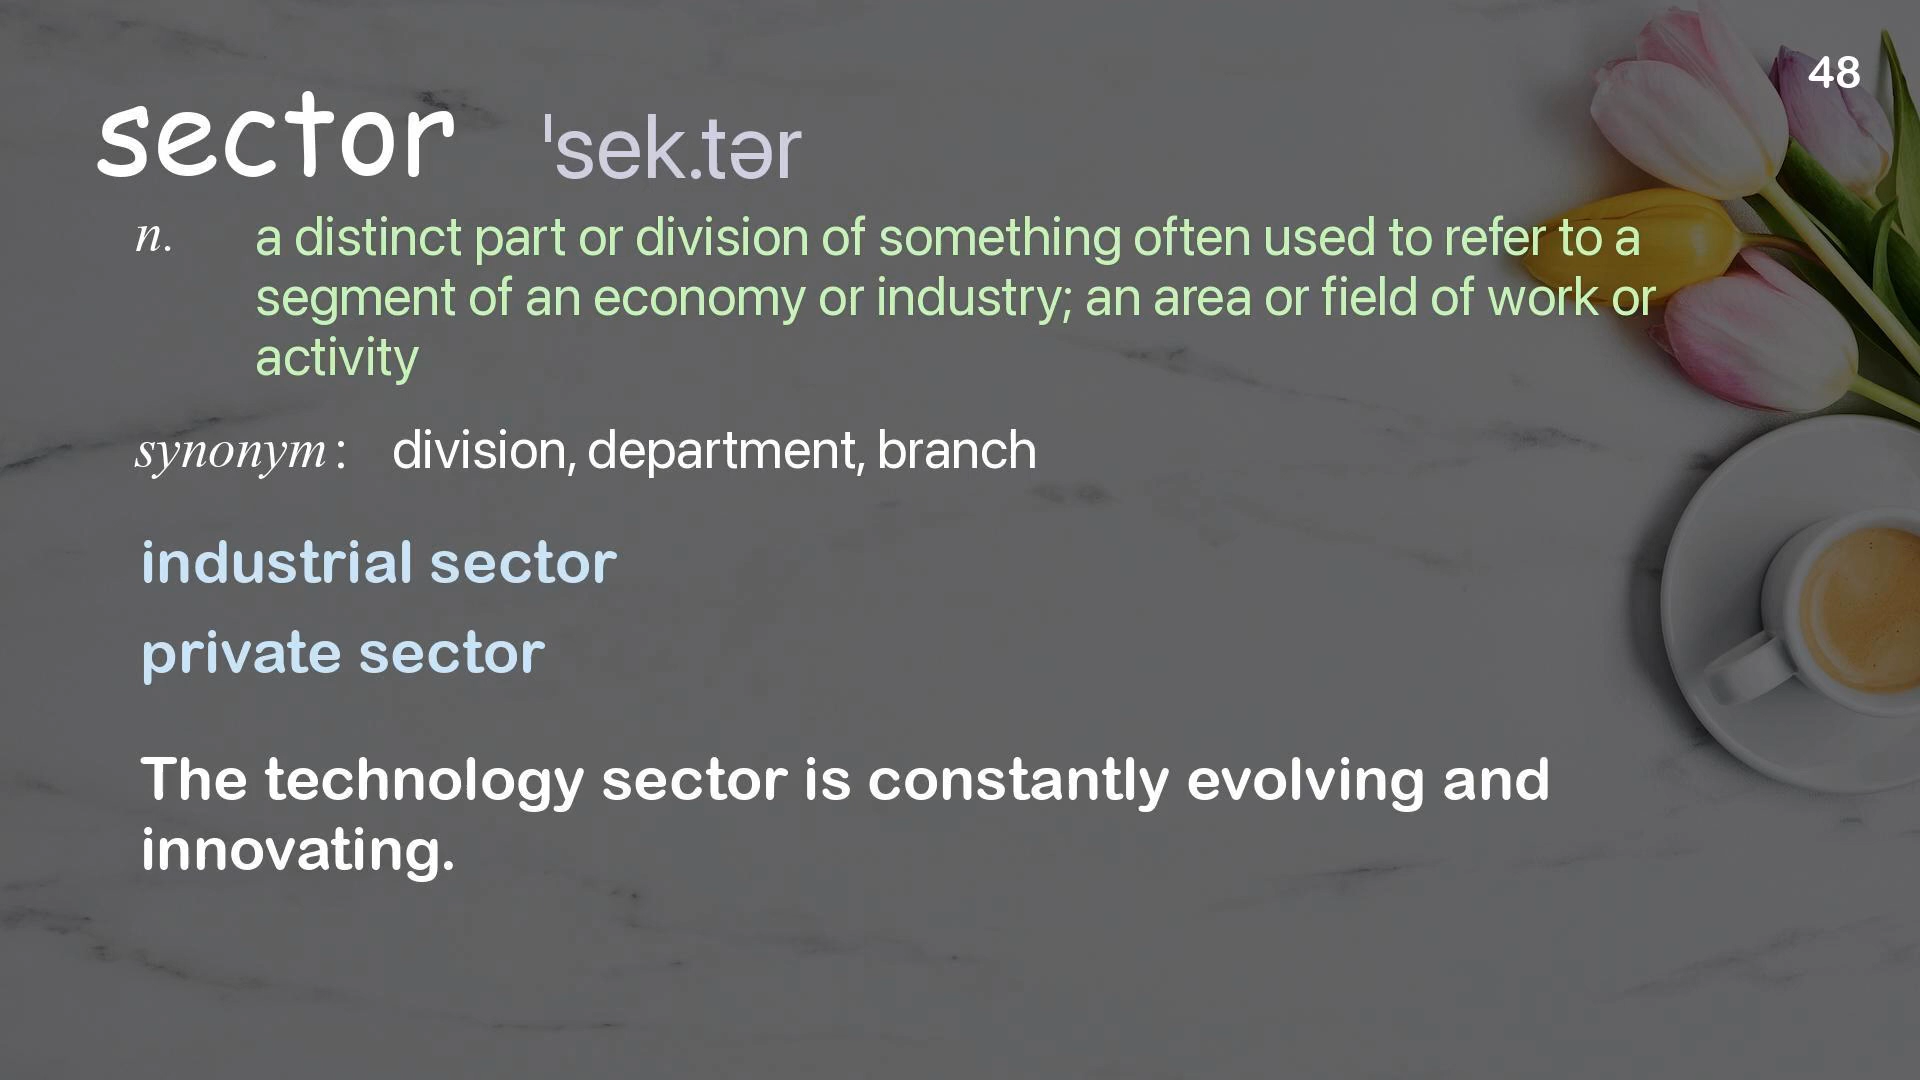 48
sector ˈsek.tər
n. a distinct part or division of something often used to refer to a
segment of an economy or industry; an area or field of work or
activity
synonym : division, department, branch
industrial sector
private sector
The technology sector is constantly evolving and
innovating.